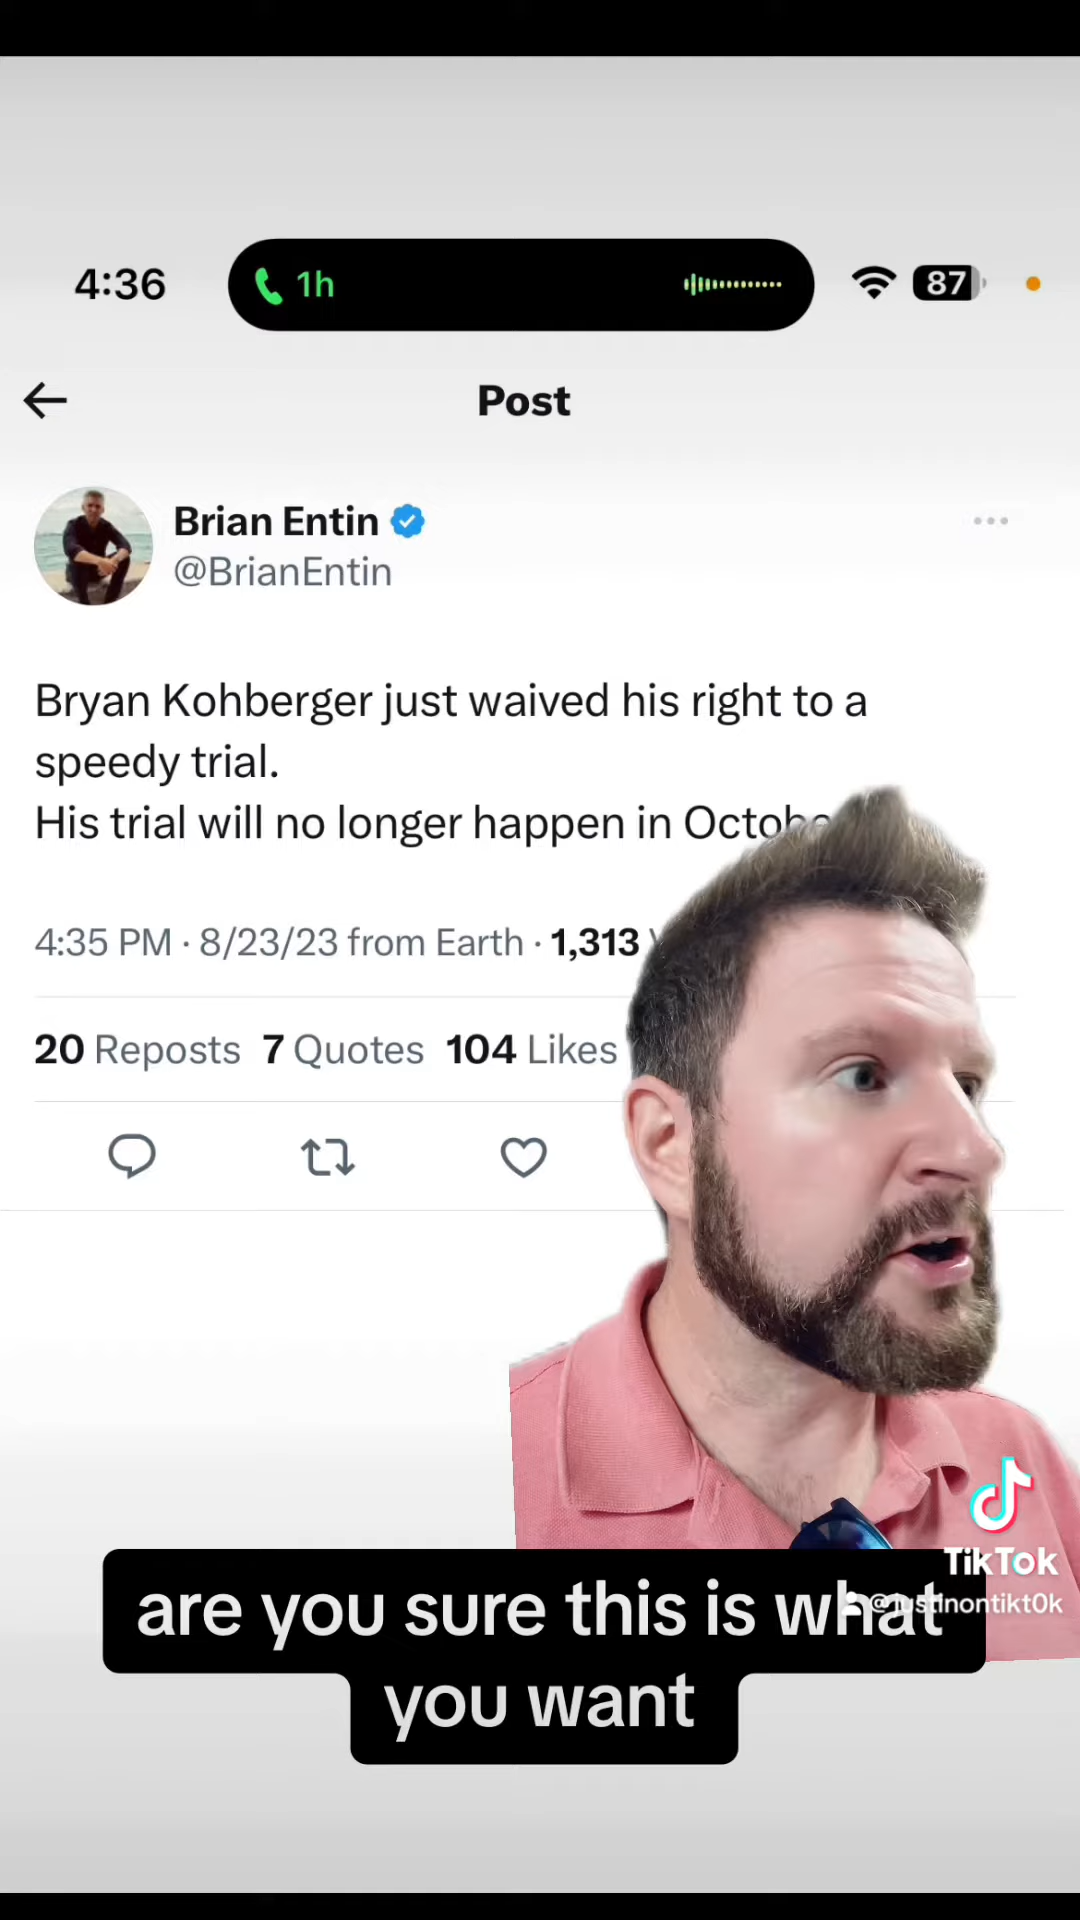 4:36
1h
87
Post
Brian Entin
@BrianEntin
Bryan Kohberger just waived his right to a
speedy trial.
His trial will no longer happen in
4:35 PM · 8/23/23 from Earth · 1,313
20 Reposts 7 Quotes 104 Likes
TikTok
@justinontikt0k
are you sure this is what
you want